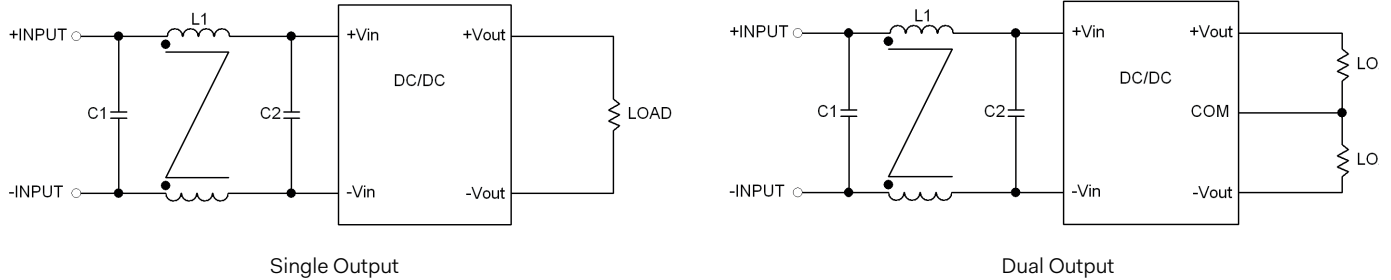 L1
+INPUT
+Vin
+Vout
DC/DC
C1
C2
LOAD
-INPUT
-Vin
-Vout
Single Output
L1
+INPUT
+Vin
+Vout
LO
DC/DC
C1
C2
COM
LO
-INPUT
-Vin
-Vout
Dual Output